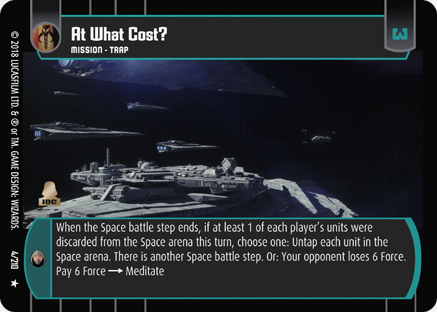 At What Cost?
MISSION • TRAP
© 2018 LUCASFILM LTD. & ® or TM. GAME DESIGN: WIZARDS.
IDC
4/210
When the Space battle step ends, if at least 1 of each player's units were
discarded from the Space arena this turn, choose one: Untap each unit in the
Space arena. There is another Space battle step. Or: Your opponent loses 6 Force.
Pay 6 Force → Meditate